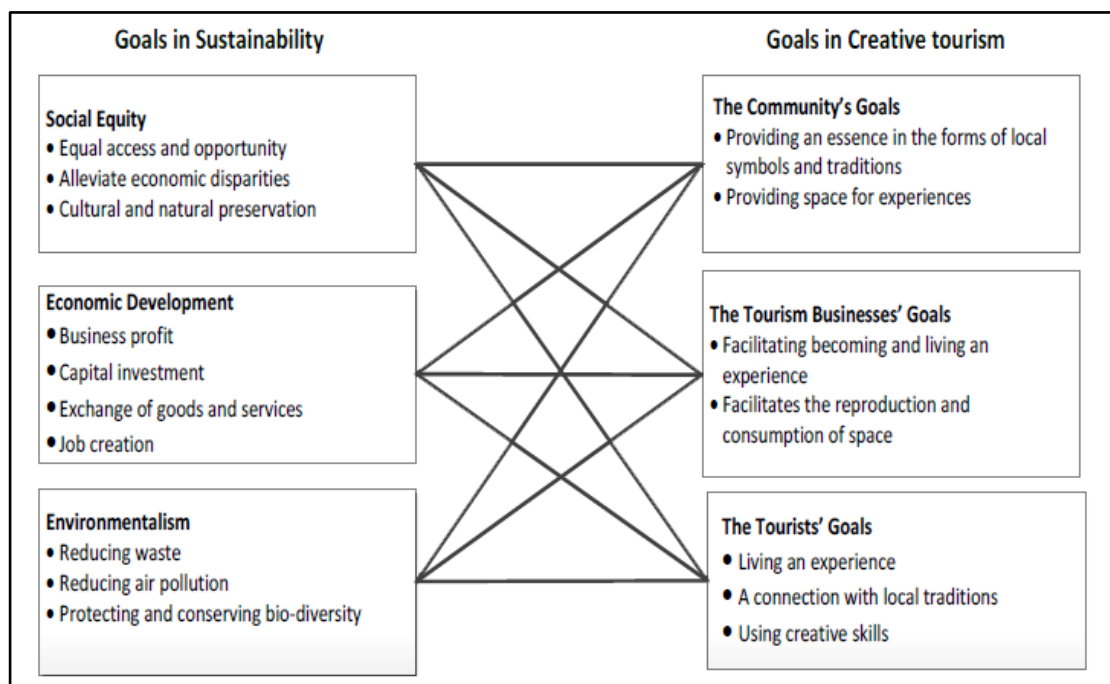 Goals in Sustainability
Social Equity
• Equal access and opportunity
• Alleviate economic disparities
• Cultural and natural preservation
Economic Development
• Business profit
• Capital investment
• Exchange of goods and services
• Job creation
Environmentalism
• Reducing waste
• Reducing air pollution
• Protecting and conserving bio-diversity
Goals in Creative tourism
The Community's Goals
• Providing an essence in the forms of local
symbols and traditions
• Providing space for experiences
The Tourism Businesses' Goals
• Facilitating becoming and living an
experience
• Facilitates the reproduction and
consumption of space
The Tourists' Goals
• Living an experience
• A connection with local traditions
• Using creative skills